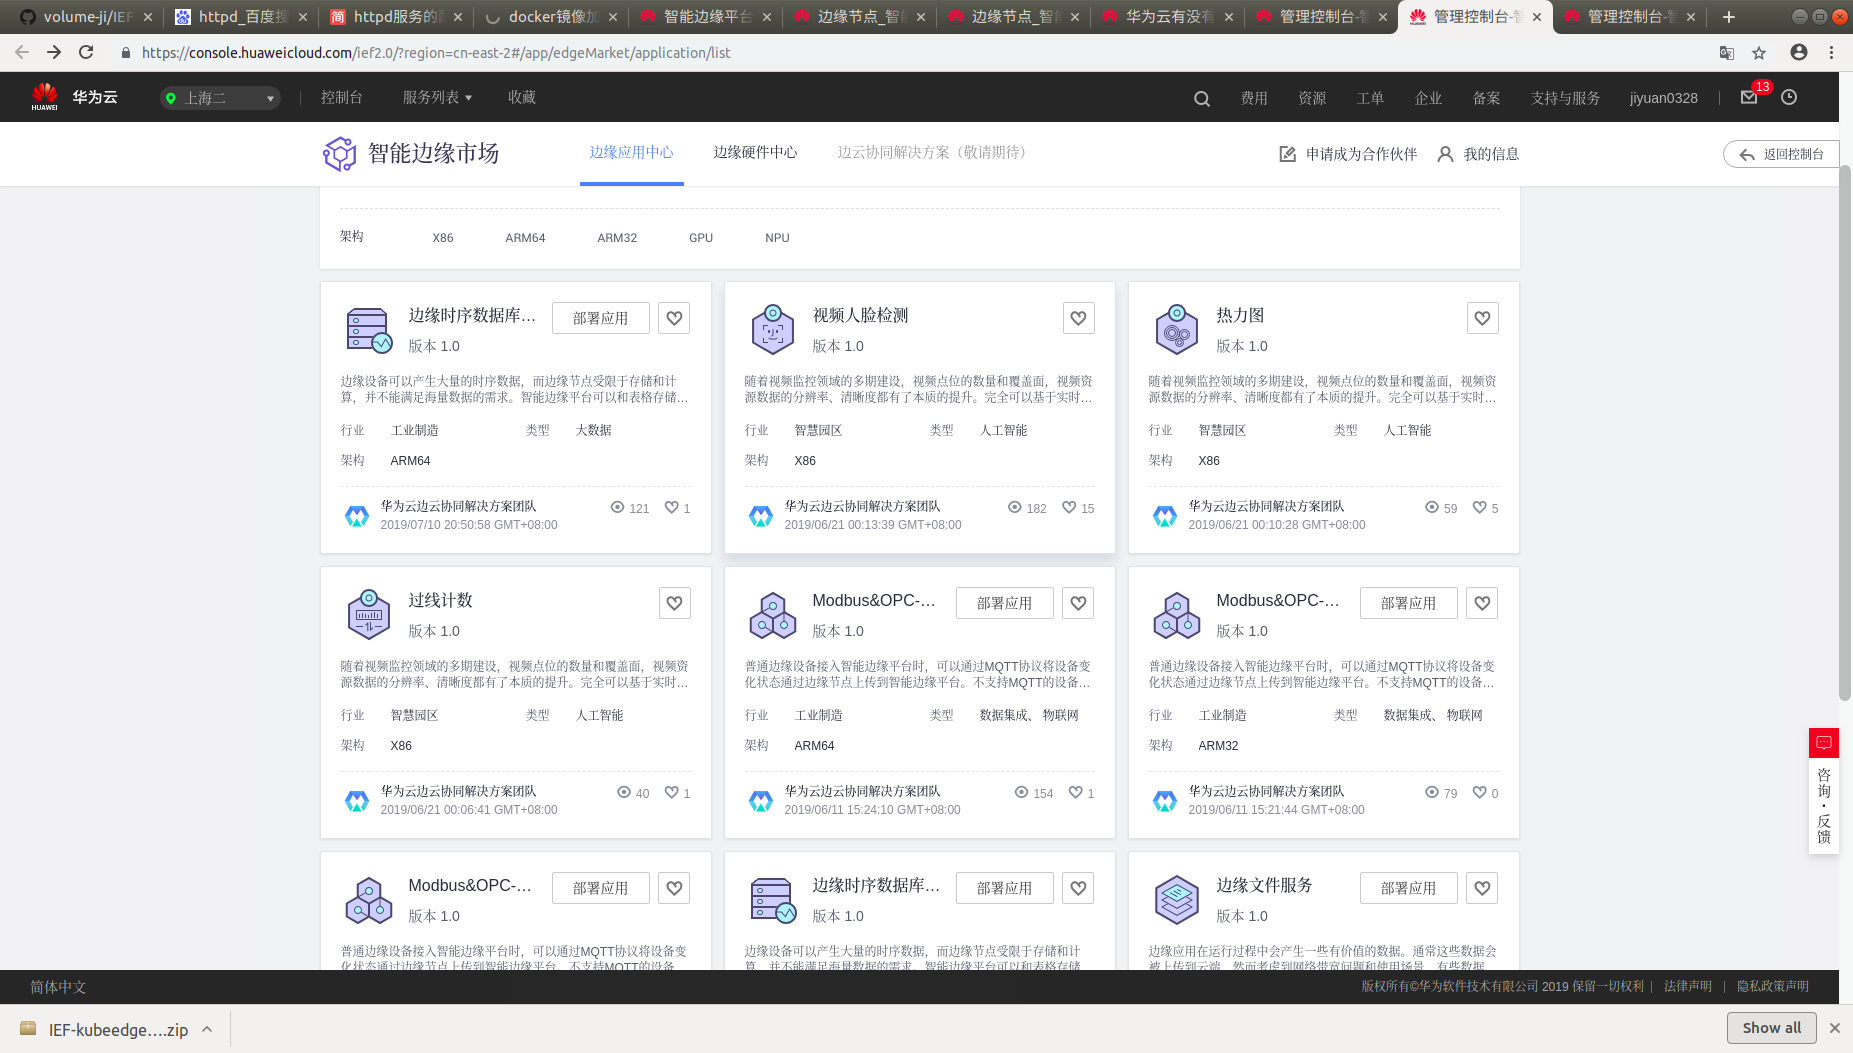 volume-ji/IEF
httpd_百度搜
httpd服务的
docker镜像加
智能边缘平台
边缘节点_智能
边缘节点_智能
华为云有没有
管理控制台-智
管理控制台-智
管理控制台-智
https://console.huaweicloud.com/ief2.0/?region=cn-east-2#/app/edgeMarket/application/list
HUAWEI 华为云 上海二 控制台 服务列表 收藏 费用 资源 工单 企业 备案 支持与服务 jiyuan0328 13
智能边缘市场 边缘应用中心 边缘硬件中心 边云协同解决方案（敬请期待） 申请成为合作伙伴 我的信息 返回控制台
架构 X86 ARM64 ARM32 GPU NPU
边缘时序数据库... 部署应用
版本 1.0
边缘设备可以产生大量的时序数据，而边缘节点受限于存储和计
算，并不能满足海量数据的需求。智能边缘平台可以和表格存储...
行业 工业制造 类型 大数据
架构 ARM64
华为云边云协同解决方案团队 121 1
2019/07/10 20:50:58 GMT+08:00
视频人脸检测
版本 1.0
随着视频监控领域的多期建设，视频点位的数量和覆盖面，视频资
源数据的分辨率、清晰度都有了本质的提升。完全可以基于实时...
行业 智慧园区 类型 人工智能
架构 X86
华为云边云协同解决方案团队 182 15
2019/06/21 00:13:39 GMT+08:00
热力图
版本 1.0
随着视频监控领域的多期建设，视频点位的数量和覆盖面，视频资
源数据的分辨率、清晰度都有了本质的提升。完全可以基于实时...
行业 智慧园区 类型 人工智能
架构 X86
华为云边云协同解决方案团队 59 5
2019/06/21 00:10:28 GMT+08:00
过线计数
版本 1.0
随着视频监控领域的多期建设，视频点位的数量和覆盖面，视频资
源数据的分辨率、清晰度都有了本质的提升。完全可以基于实时...
行业 智慧园区 类型 人工智能
架构 X86
华为云边云协同解决方案团队 40 1
2019/06/21 00:06:41 GMT+08:00
Modbus&OPC-... 部署应用
版本 1.0
普通边缘设备接入智能边缘平台时，可以通过MQTT协议将设备变
化状态通过边缘节点上传到智能边缘平台。不支持MQTT的设备...
行业 工业制造 类型 数据集成、 物联网
架构 ARM64
华为云边云协同解决方案团队 154 1
2019/06/11 15:24:10 GMT+08:00
Modbus&OPC-... 部署应用
版本 1.0
普通边缘设备接入智能边缘平台时，可以通过MQTT协议将设备变
化状态通过边缘节点上传到智能边缘平台。不支持MQTT的设备...
行业 工业制造 类型 数据集成、 物联网
架构 ARM32
华为云边云协同解决方案团队 79 0
2019/06/11 15:21:44 GMT+08:00
Modbus&OPC-... 部署应用
版本 1.0
普通边缘设备接入智能边缘平台时，可以通过MQTT协议将设备变
化状态通过边缘节点上传到智能边缘平台。不支持MQTT的设备
边缘时序数据库... 部署应用
版本 1.0
边缘设备可以产生大量的时序数据，而边缘节点受限于存储和计
算，并不能满足海量数据的需求。智能边缘平台可以和表格存储
边缘文件服务 部署应用
版本 1.0
边缘应用在运行过程中会产生一些有价值的数据。通常这些数据会
被上传到云端，然而考虑到网络带宽问题和使用场景，有些数据
咨询·反馈
简体中文 版权所有©华为软件技术有限公司 2019 保留一切权利 | 法律声明 | 隐私政策声明
IEF-kubeedge....zip Show all